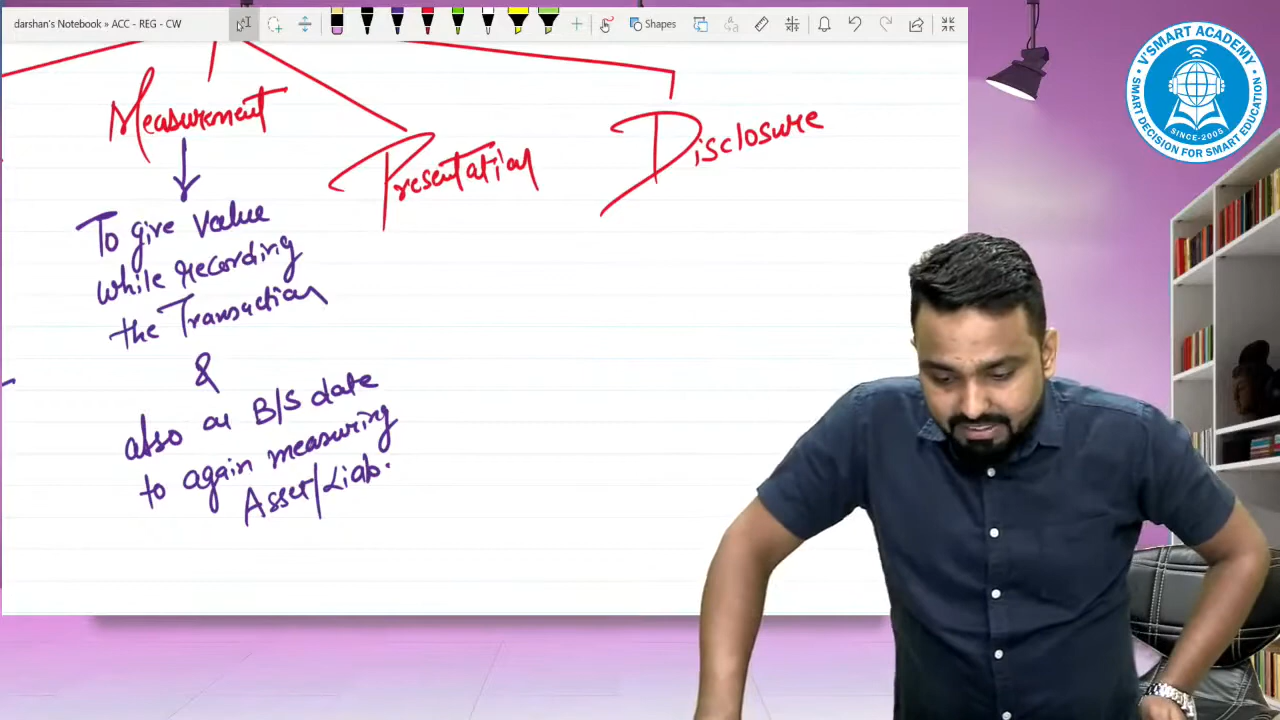 darshan's Notebook » ACC - REG - CW
Shapes
Measurement
Presentation
Disclosure
To give Value
while recording
the Transaction
&
also on B/S date
to again measuring
Asset/Liab.
V'SMART ACADEMY
SINCE-2005
SMART DECISION FOR SMART EDUCATION